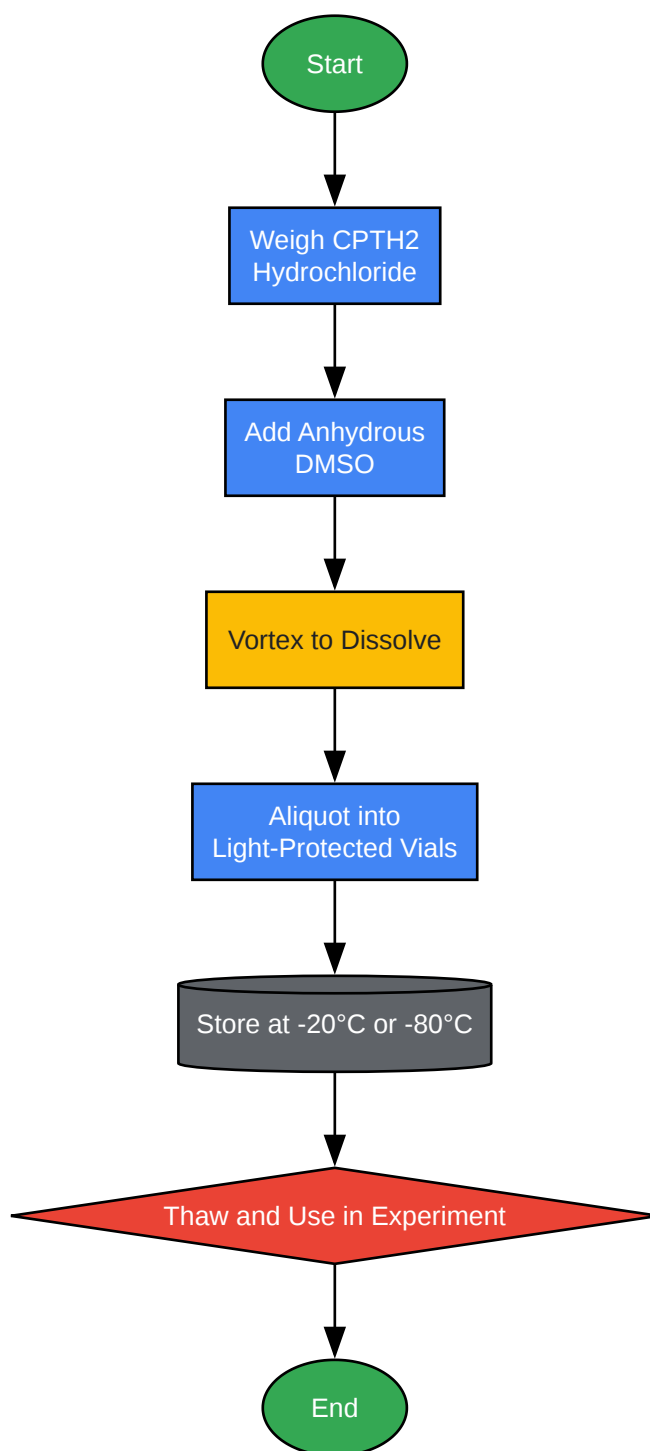 Start
Weigh CPTH2
Hydrochloride
Add Anhydrous
DMSO
Vortex to Dissolve
Aliquot into
Light-Protected Vials
Store at -20°C or -80°C
Thaw and Use in Experiment
End